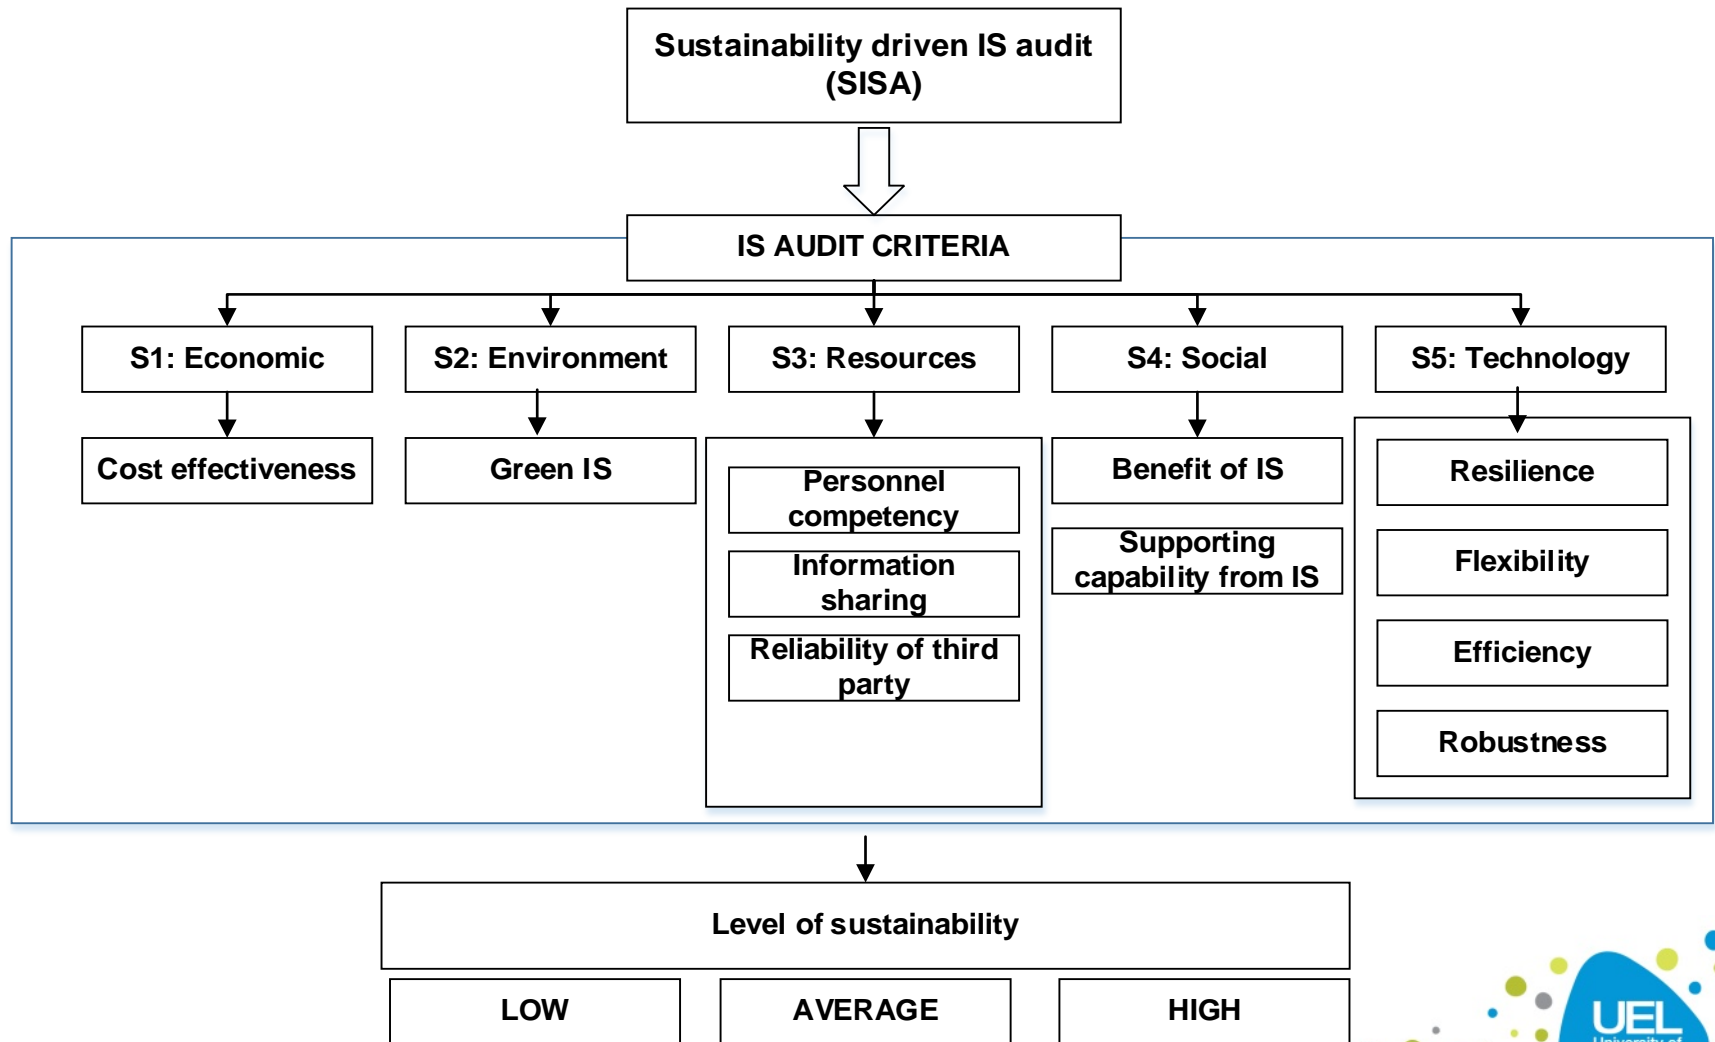 Sustainability driven IS audit
(SISA)
IS AUDIT CRITERIA
S1: Economic
S2: Environment
S3: Resources
S4: Social
S5: Technology
Cost effectiveness
Green IS
Personnel
competency
Information
sharing
Reliability of third
party
Benefit of IS
Supporting
capability from IS
Resilience
Flexibility
Efficiency
Robustness
Level of sustainability
LOW
AVERAGE
HIGH
UEL
University of